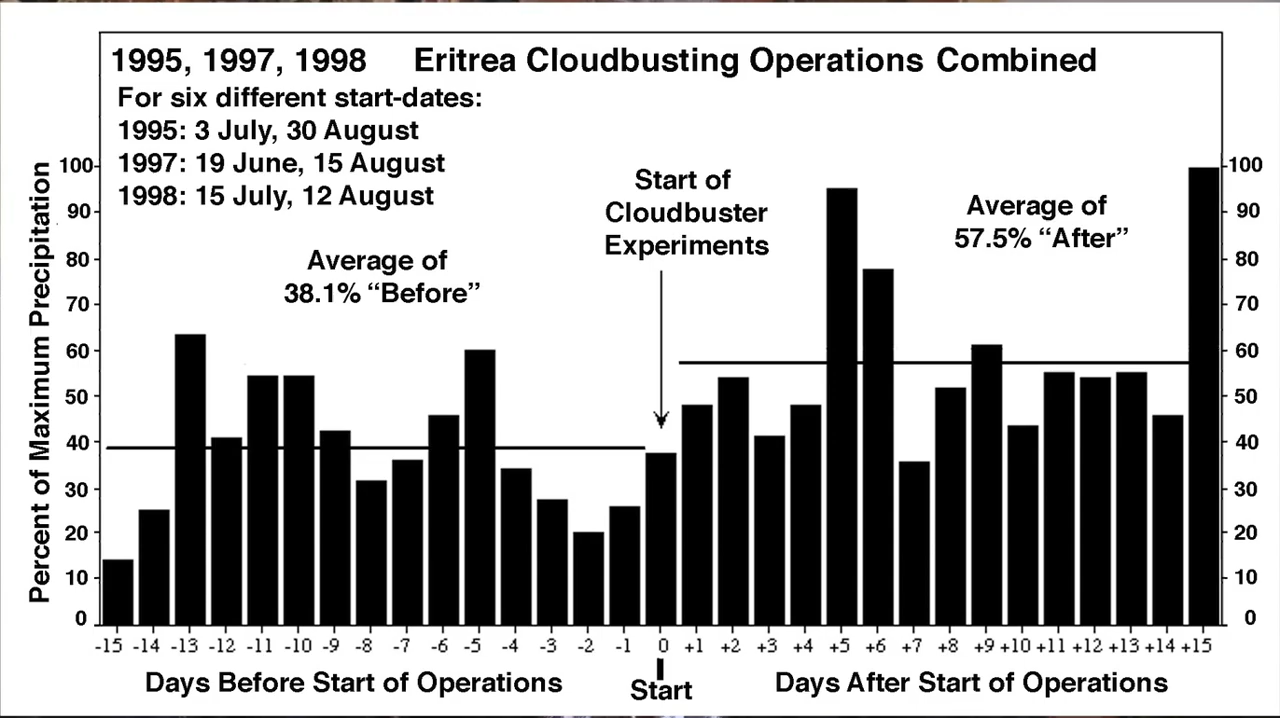 1995, 1997, 1998 Eritrea Cloudbusting Operations Combined
For six different start-dates:
1995: 3 July, 30 August
1997: 19 June, 15 August
1998: 15 July, 12 August
Start of
Cloudbuster
Experiments
Average of
57.5% “After”
Average of
38.1% “Before”
Percent of Maximum Precipitation
100
90
80
70
60
50
40
30
20
10
0
100
90
80
70
60
50
40
30
20
10
0
-15 -14 -13 -12 -11 -10 -9 -8 -7 -6 -5 -4 -3 -2 -1 0 +1 +2 +3 +4 +5 +6 +7 +8 +9 +10 +11 +12 +13 +14 +15
Days Before Start of Operations
Start
Days After Start of Operations